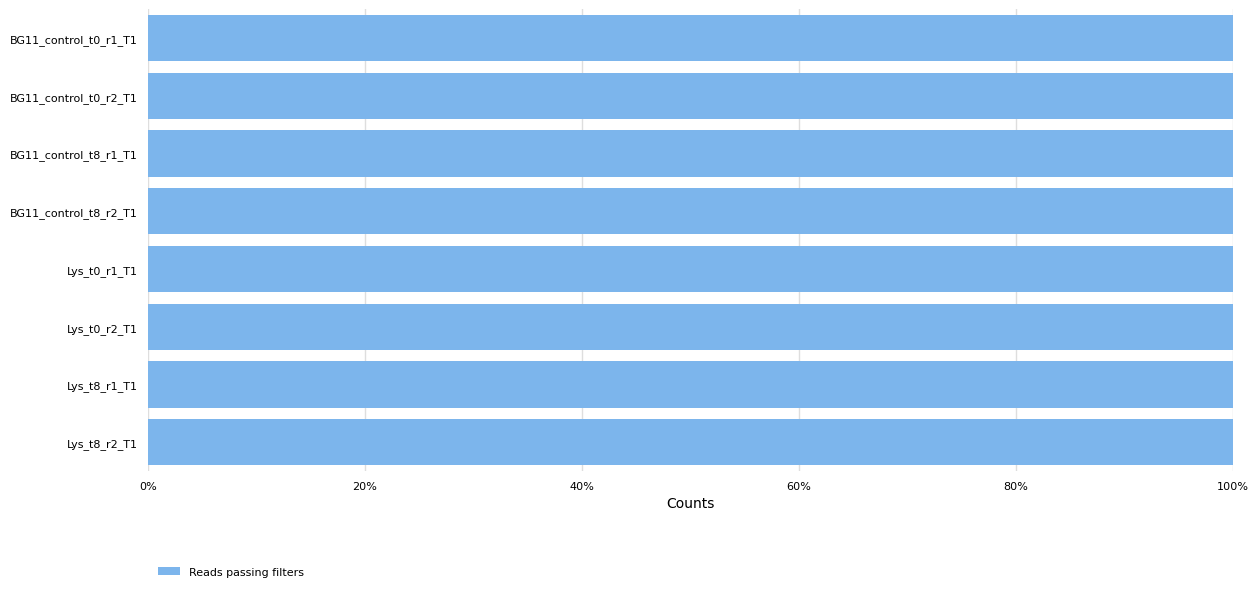 BG11_control_t0_r1_T1
BG11_control_t0_r2_T1
BG11_control_t8_r1_T1
BG11_control_t8_r2_T1
Lys_t0_r1_T1
Lys_t0_r2_T1
Lys_t8_r1_T1
Lys_t8_r2_T1
0% 20% 40% 60% 80% 100%
Counts
Reads passing filters